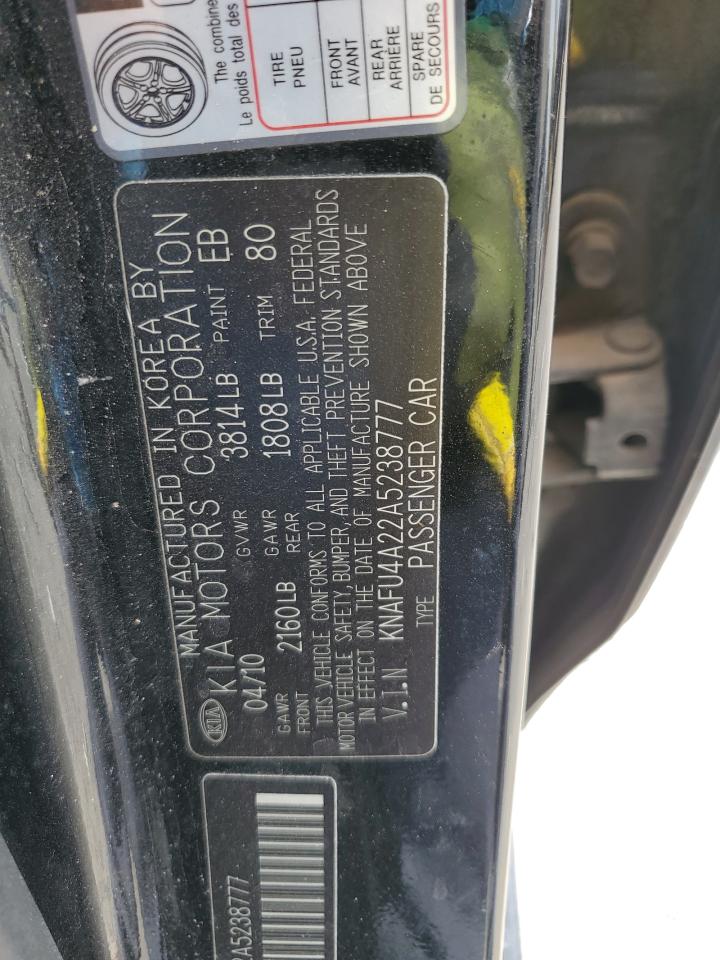 The combine
Le poids total des
TIRE
PNEU
FRONT
AVANT
REAR
ARRIÈRE
SPARE
DE SECOURS
MANUFACTURED IN KOREA BY
KIA KIA MOTORS CORPORATION
04/10 GVWR 3814LB PAINT EB
GAWR FRONT 2160LB GAWR REAR 1808LB TRIM 80
THIS VEHICLE CONFORMS TO ALL APPLICABLE U.S.A. FEDERAL
MOTOR VEHICLE SAFETY, BUMPER, AND THEFT PREVENTION STANDARDS
IN EFFECT ON THE DATE OF MANUFACTURE SHOWN ABOVE
V.I.N KNAFU4A22A5238777
TYPE PASSENGER CAR
A5238777